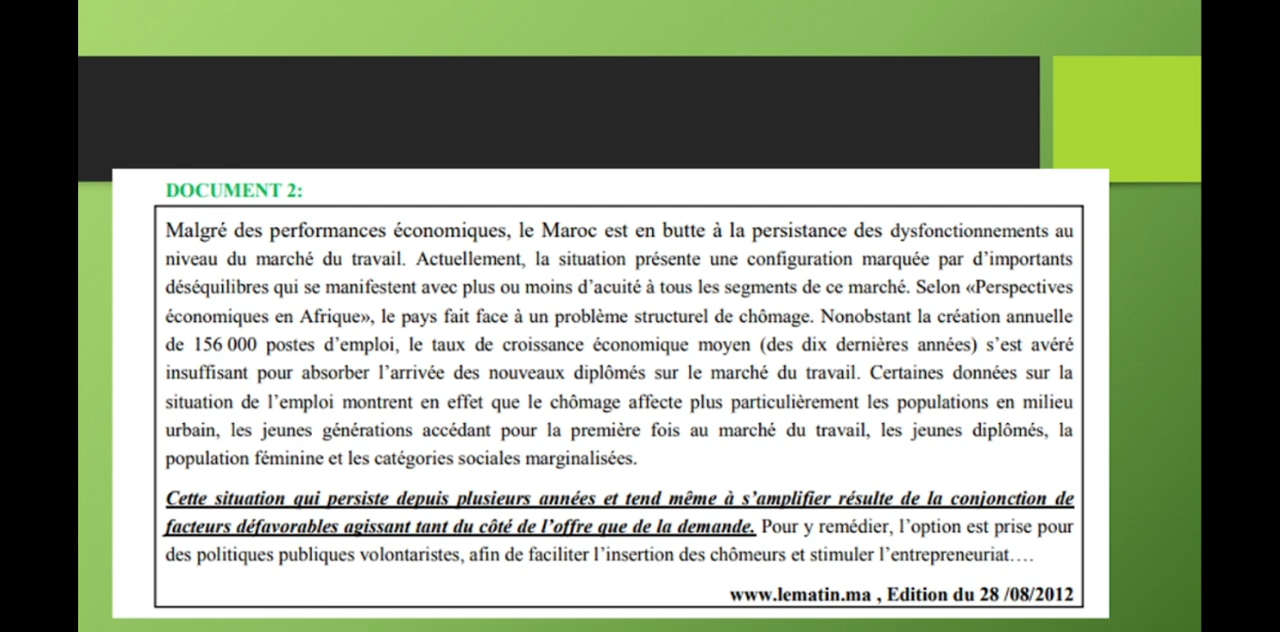 DOCUMENT 2:
Malgré des performances économiques, le Maroc est en butte à la persistance des dysfonctionnements au
niveau du marché du travail. Actuellement, la situation présente une configuration marquée par d'importants
déséquilibres qui se manifestent avec plus ou moins d'acuité à tous les segments de ce marché. Selon «Perspectives
économiques en Afrique», le pays fait face à un problème structurel de chômage. Nonobstant la création annuelle
de 156 000 postes d'emploi, le taux de croissance économique moyen (des dix dernières années) s'est avéré
insuffisant pour absorber l'arrivée des nouveaux diplômés sur le marché du travail. Certaines données sur la
situation de l'emploi montrent en effet que le chômage affecte plus particulièrement les populations en milieu
urbain, les jeunes générations accédant pour la première fois au marché du travail, les jeunes diplômés, la
population féminine et les catégories sociales marginalisées.
Cette situation qui persiste depuis plusieurs années et tend même à s'amplifier résulte de la conjonction de
facteurs défavorables agissant tant du côté de l'offre que de la demande. Pour y remédier, l'option est prise pour
des politiques publiques volontaristes, afin de faciliter l'insertion des chômeurs et stimuler l'entrepreneuriat….
www.lematin.ma , Edition du 28 /08/2012